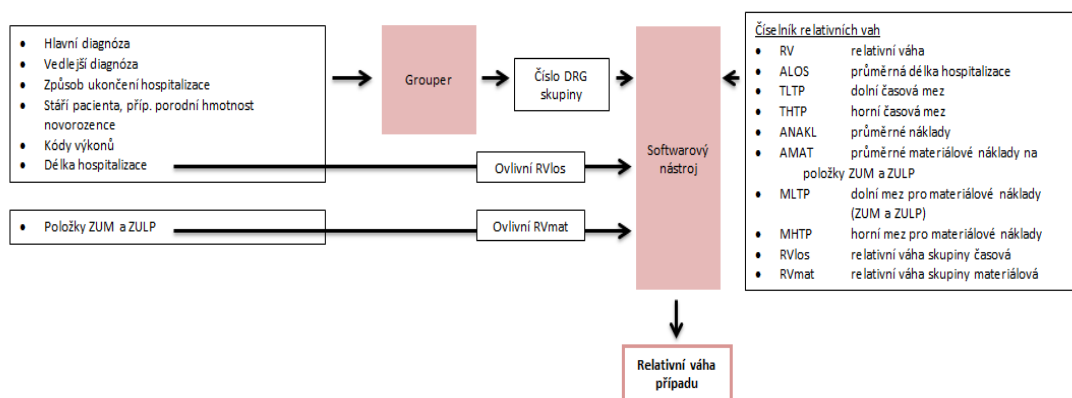 Hlavní diagnóza
Vedlejší diagnóza
Způsob ukončení hospitalizace
Stáří pacienta, příp. porodní hmotnost
novorozence
Kódy výkonů
Délka hospitalizace
Položky ZUM a ZULP
Grouper
Číslo DRG
skupiny
Ovlivní RVlos
Ovlivní RVmat
Softwarový
nástroj
Relativní váha
případu
Číselník relativních vah
RV relativní váha
ALOS průměrná délka hospitalizace
TLTP dolní časová mez
THTP horní časová mez
ANAKL průměrné náklady
AMAT průměrné materiálové náklady na
položky ZUM a ZULP
MLTP dolní mez pro materiálové náklady
(ZUM a ZULP)
MHTP horní mez pro materiálové náklady
RVlos relativní váha skupiny časová
RVmat relativní váha skupiny materiálová